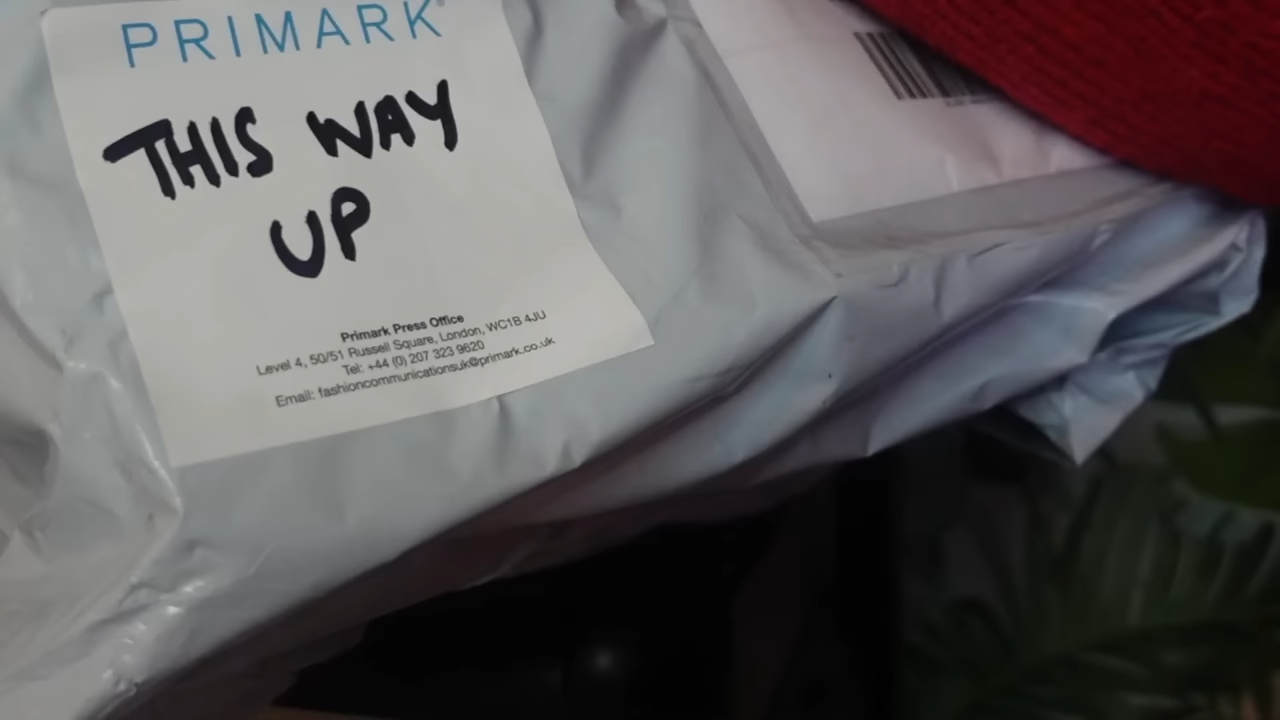 PRIMARK®
THIS WAY
UP
Primark Press Office
Level 4, 50/51 Russell Square, London, WC1B 4JU
Tel: +44 (0) 207 323 9620
Email: fashioncommunicationsuk@primark.co.uk